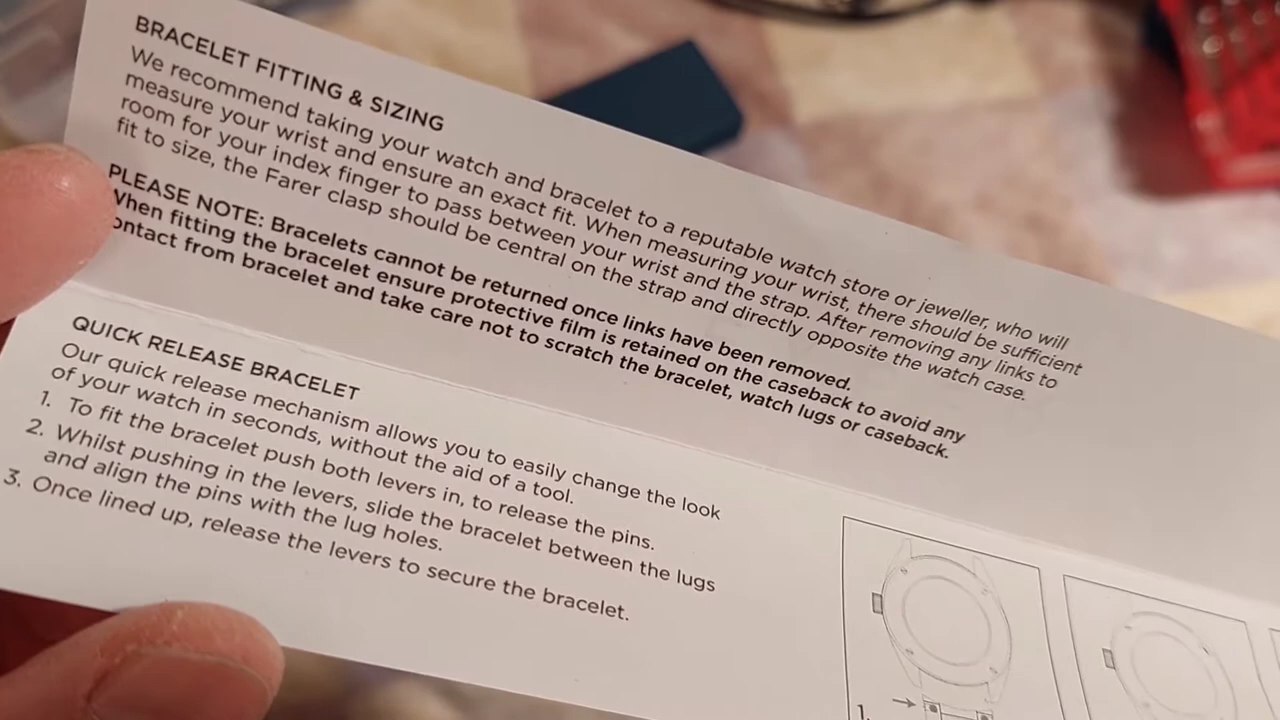 BRACELET FITTING & SIZING
We recommend taking your watch and bracelet to a reputable watch store or jeweller, who will
measure your wrist and ensure an exact fit. When measuring your wrist, there should be sufficient
room for your index finger to pass between your wrist and the strap. After removing any links to
fit to size, the Farer clasp should be central on the strap and directly opposite the watch case.
PLEASE NOTE: Bracelets cannot be returned once links have been removed.
When fitting the bracelet ensure protective film is retained on the caseback to avoid any
ontact from bracelet and take care not to scratch the bracelet, watch lugs or caseback.
QUICK RELEASE BRACELET
Our quick release mechanism allows you to easily change the look
of your watch in seconds, without the aid of a tool.
1. To fit the bracelet push both levers in, to release the pins.
2. Whilst pushing in the levers, slide the bracelet between the lugs
and align the pins with the lug holes.
3. Once lined up, release the levers to secure the bracelet.
1.